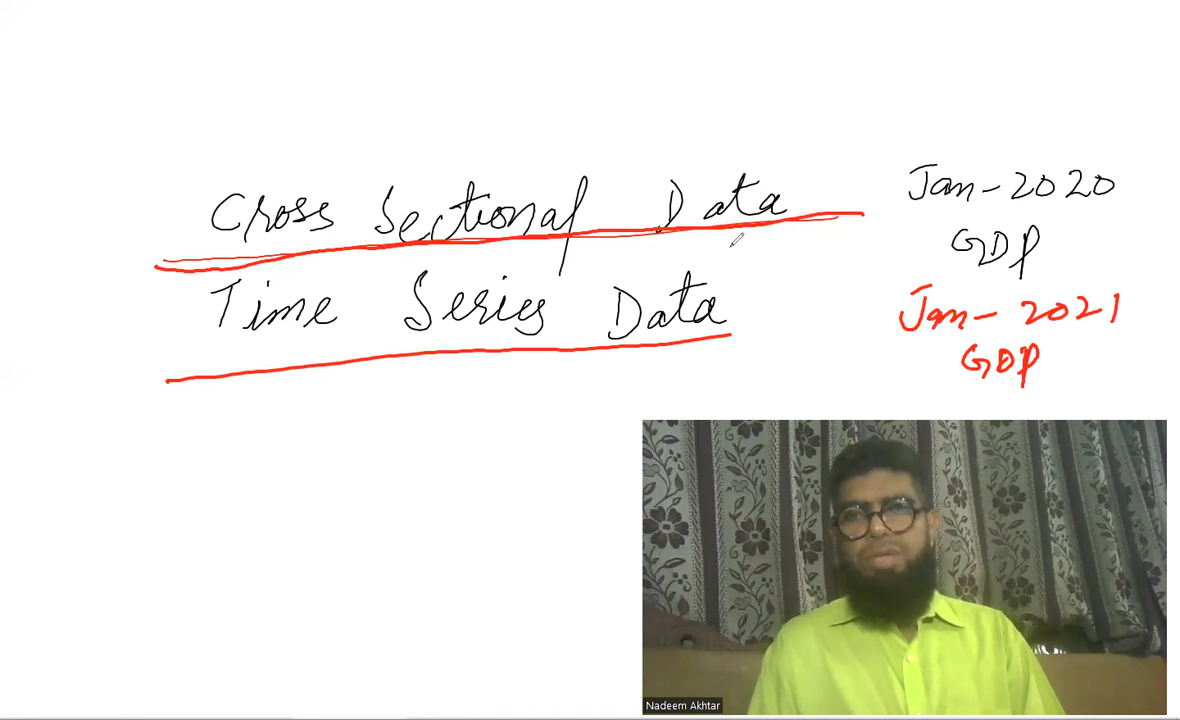 Cross Sectional Data
Time Series Data
Jan-2020
GDP
Jan-2021
GDP
Nadeem Akhtar